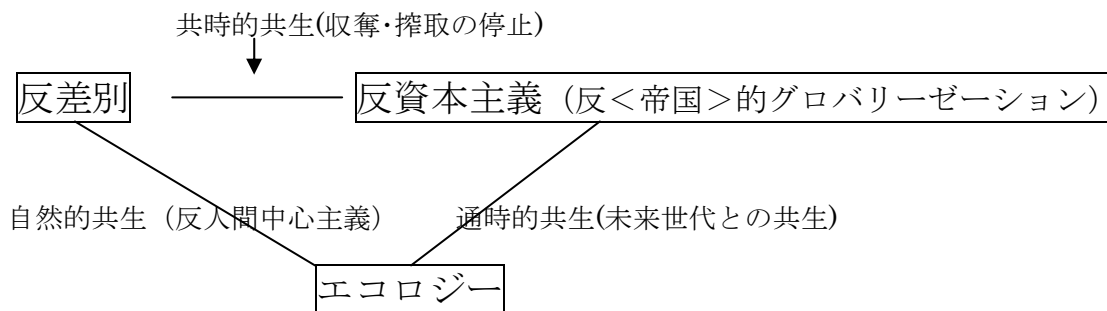 共時的共生(収奪･搾取の停止)
反差別 反資本主義（反＜帝国＞的グロバリーゼーション）
自然的共生（反人間中心主義） 通時的共生(未来世代との共生)
エコロジー